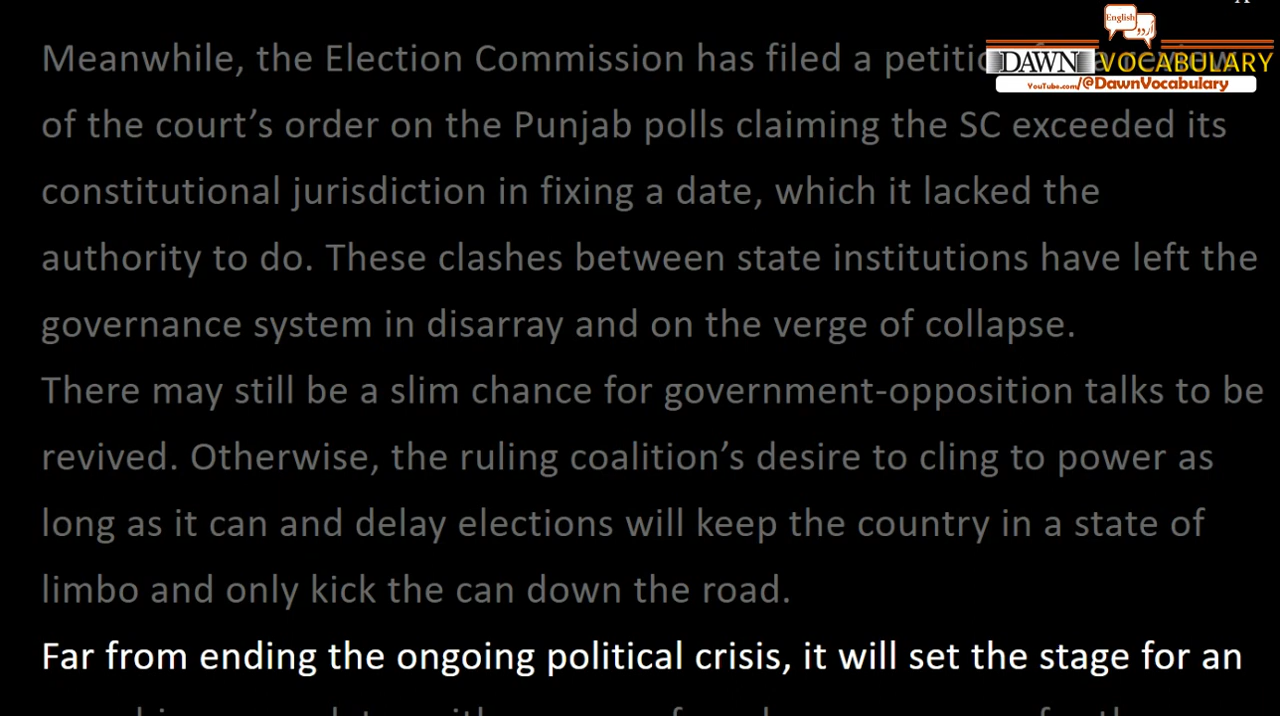 Meanwhile, the Election Commission has filed a
of the court's order on the Punjab polls claiming the SC exceeded its
constitutional jurisdiction in fixing a date, which it lacked the
authority to do. These clashes between state institutions have left the
governance system in disarray and on the verge of collapse.
There may still be a slim chance for government-opposition talks to be
revived. Otherwise, the ruling coalition's desire to cling to power as
long as it can and delay elections will keep the country in a state of
limbo and only kick the can down the road.
Far from ending the ongoing political crisis, it will set the stage for an
English
اردو
DAWN VOCABULARY
YouTube.com/@DawnVocabulary